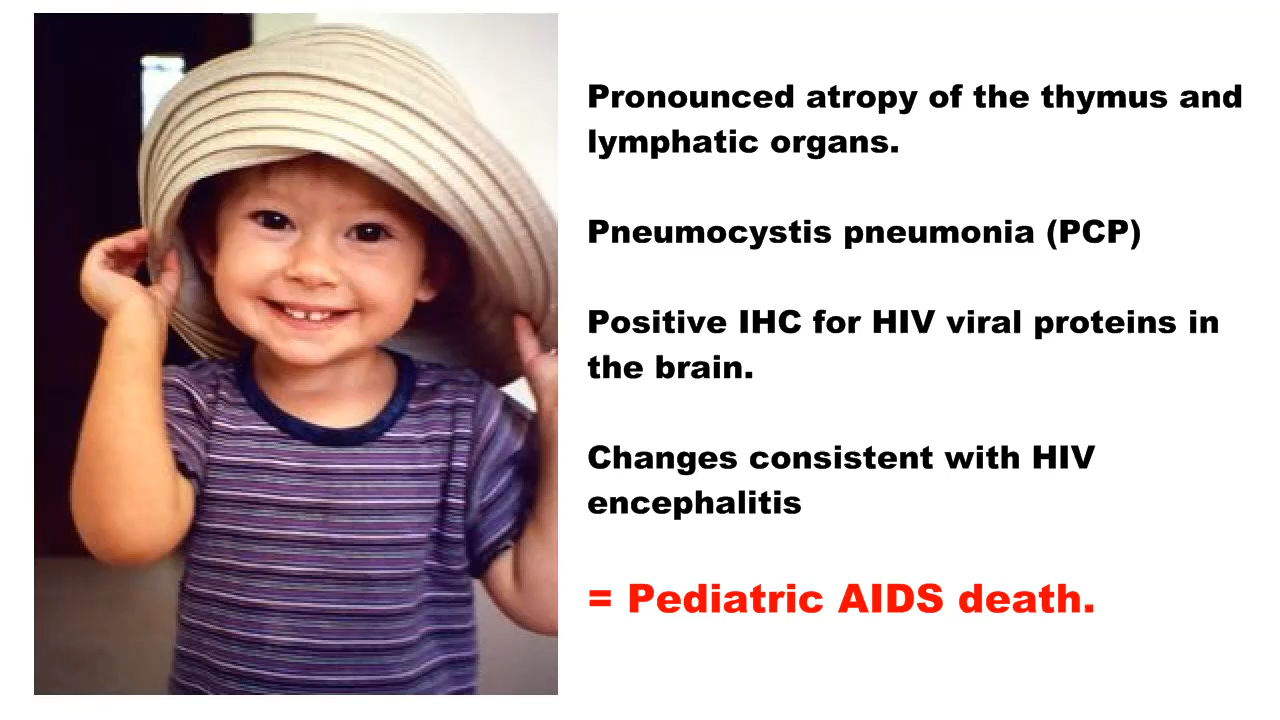 Pronounced atropy of the thymus and
lymphatic organs.
Pneumocystis pneumonia (PCP)
Positive IHC for HIV viral proteins in
the brain.
Changes consistent with HIV
encephalitis
= Pediatric AIDS death.